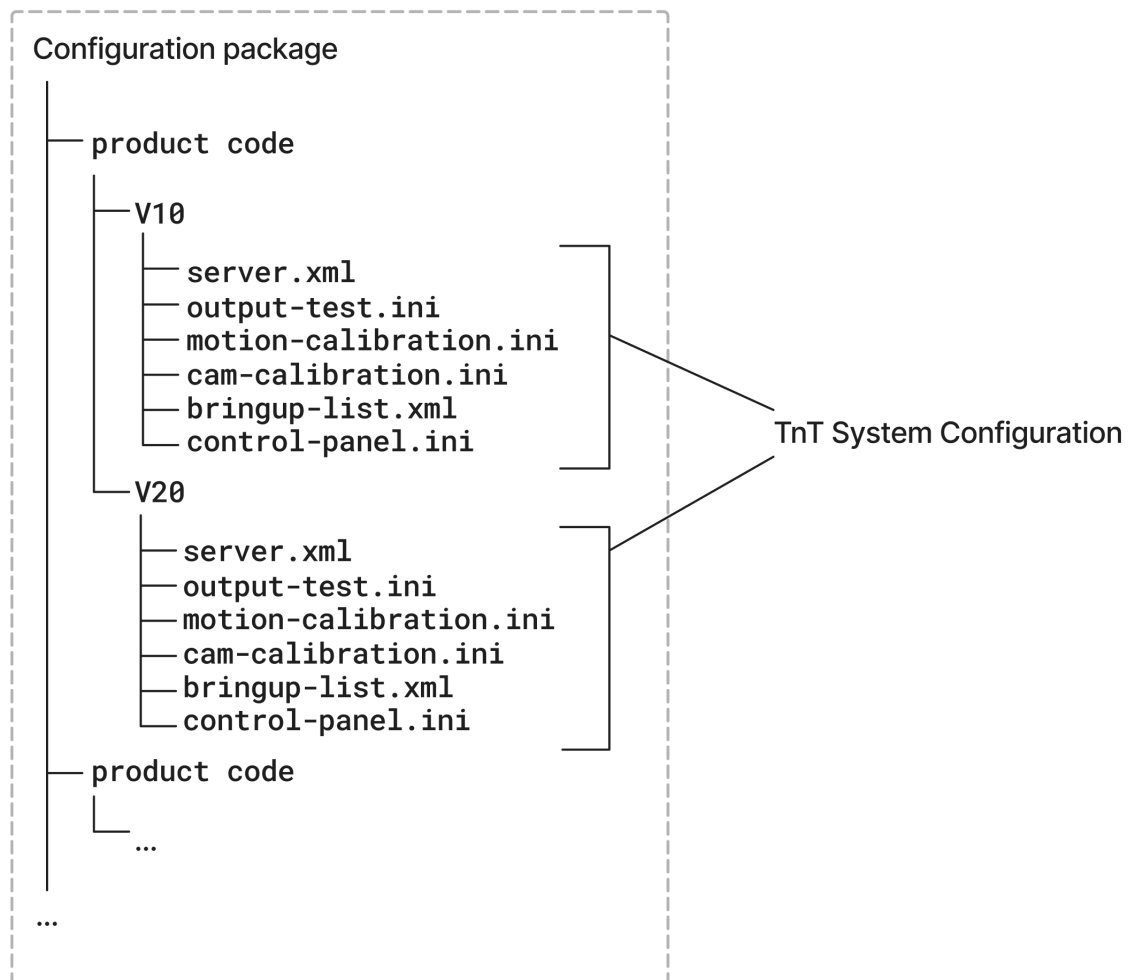 Configuration package
product code
V10
server.xml
output-test.ini
motion-calibration.ini
cam-calibration.ini
bringup-list.xml
control-panel.ini
TnT System Configuration
V20
server.xml
output-test.ini
motion-calibration.ini
cam-calibration.ini
bringup-list.xml
control-panel.ini
product code
...
...